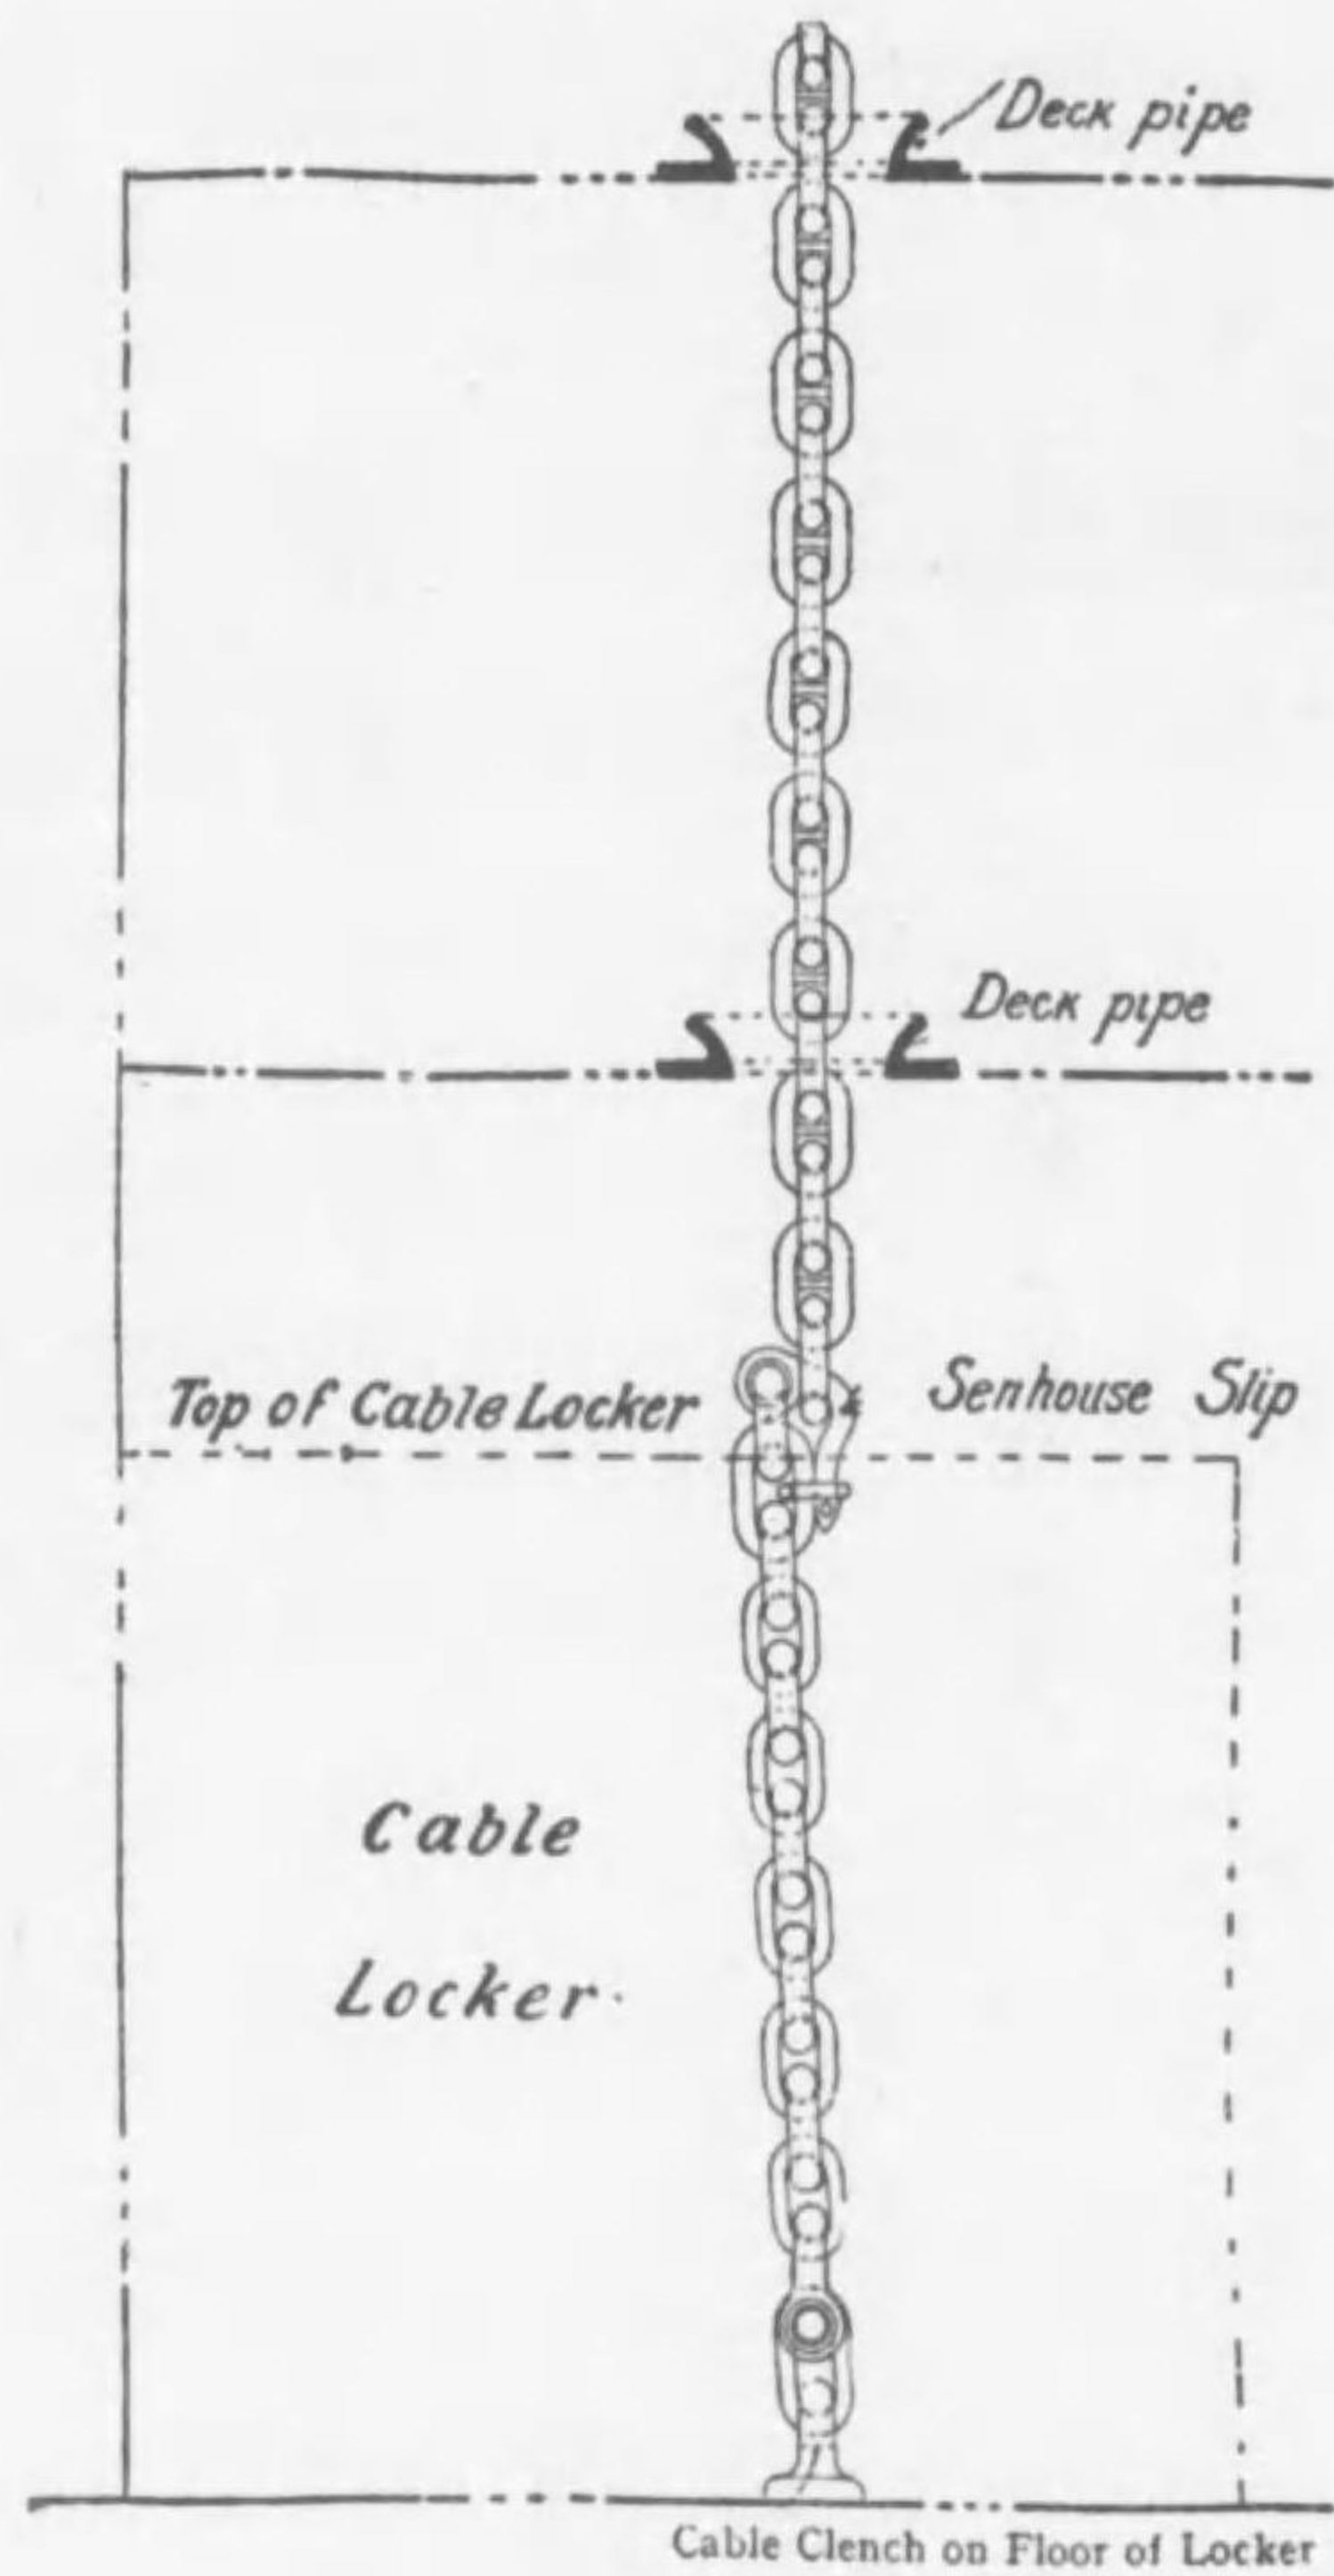 Deck pipe
Deck pipe
Top of Cable Locker
Senhouse Slip
Cable
Locker
Cable Clench on Floor of Locker